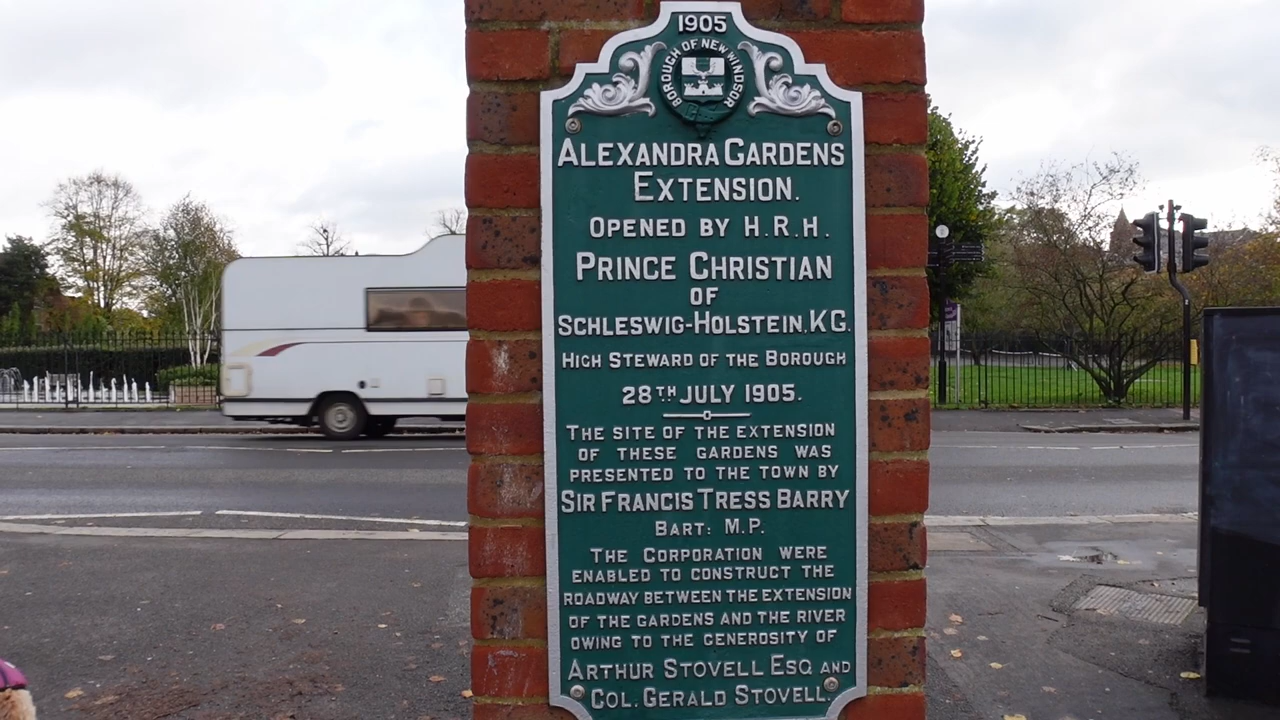 1905
BOROUGH OF NEW WINDSOR
ALEXANDRA GARDENS
EXTENSION.
OPENED BY H.R.H.
PRINCE CHRISTIAN
OF
SCHLESWIG-HOLSTEIN, KG.
HIGH STEWARD OF THE BOROUGH
28TH JULY 1905.
THE SITE OF THE EXTENSION
OF THESE GARDENS WAS
PRESENTED TO THE TOWN BY
SIR FRANCIS TRESS BARRY
BART: M.P.
THE CORPORATION WERE
ENABLED TO CONSTRUCT THE
ROADWAY BETWEEN THE EXTENSION
OF THE GARDENS AND THE RIVER
OWING TO THE GENEROSITY OF
ARTHUR STOVELL ESQ AND
COL. GERALD STOVELL.